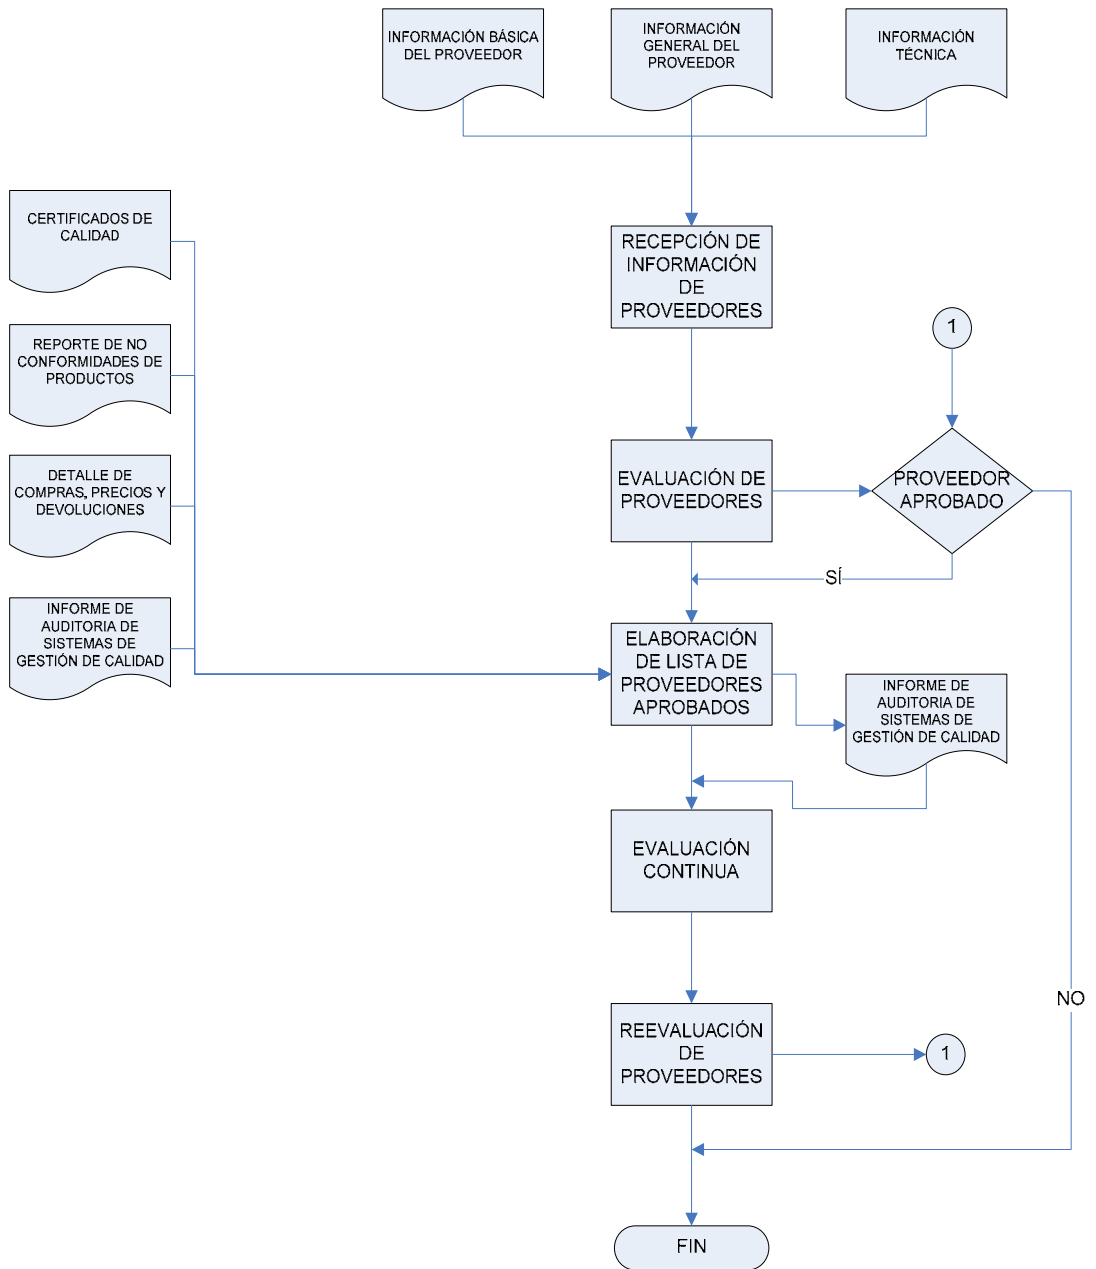 INFORMACIÓN BÁSICA
DEL PROVEEDOR
INFORMACIÓN
GENERAL DEL
PROVEEDOR
INFORMACIÓN
TÉCNICA
CERTIFICADOS DE
CALIDAD
RECEPCIÓN DE
INFORMACIÓN
DE
PROVEEDORES
REPORTE DE NO
CONFORMIDADES DE
PRODUCTOS
1
DETALLE DE
COMPRAS, PRECIOS Y
DEVOLUCIONES
EVALUACIÓN DE
PROVEEDORES
PROVEEDOR
APROBADO
SÍ
INFORME DE
AUDITORIA DE
SISTEMAS DE
GESTIÓN DE CALIDAD
ELABORACIÓN
DE LISTA DE
PROVEEDORES
APROBADOS
INFORME DE
AUDITORIA DE
SISTEMAS DE
GESTIÓN DE CALIDAD
EVALUACIÓN
CONTINUA
NO
REEVALUACIÓN
DE
PROVEEDORES
1
FIN